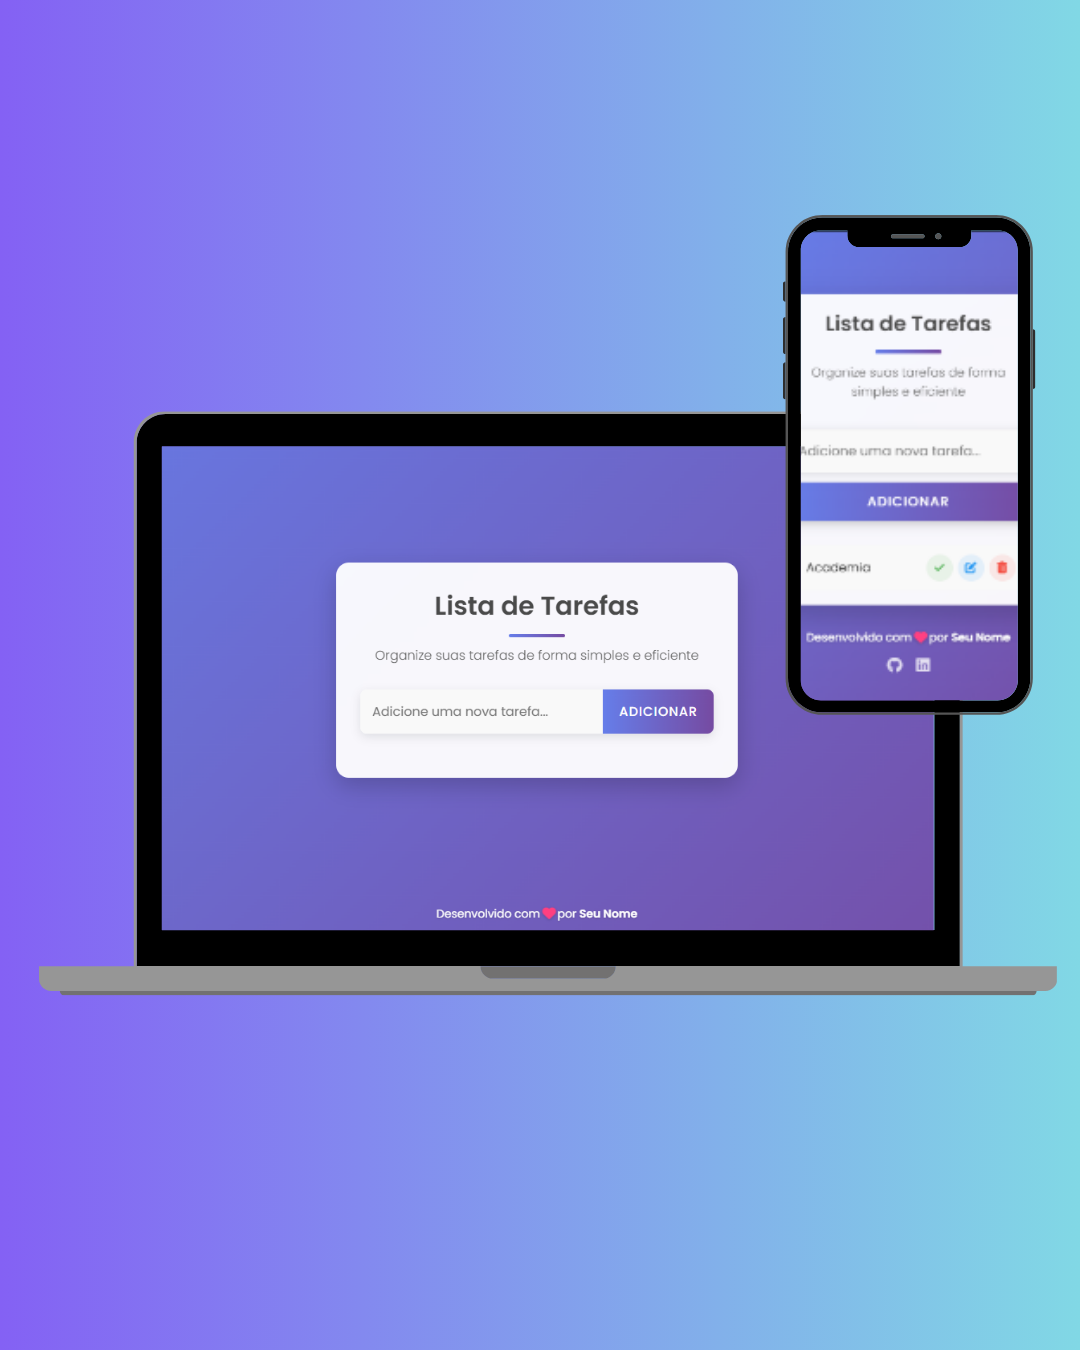 Lista de Tarefas
Organize suas tarefas de forma
simples e eficiente
Adicione uma nova tarefa...
ADICIONAR
Academia
Desenvolvido com por Seu Nome
Lista de Tarefas
Organize suas tarefas de forma simples e eficiente
Adicione uma nova tarefa...
ADICIONAR
Desenvolvido com por Seu Nome